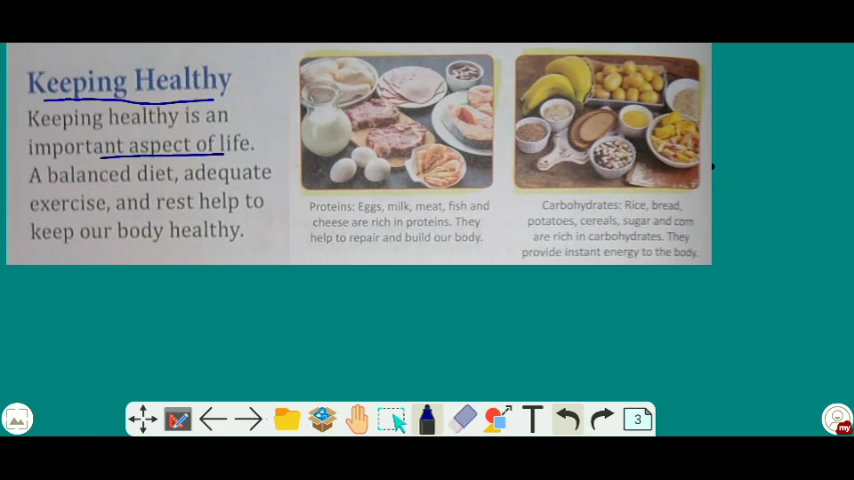 Keeping Healthy
Keeping healthy is an
important aspect of life.
A balanced diet, adequate
exercise, and rest help to
keep our body healthy.
Proteins: Eggs, milk, meat, fish and
cheese are rich in proteins. They
help to repair and build our body.
Carbohydrates: Rice, bread,
potatoes, cereals, sugar and corn
are rich in carbohydrates. They
provide instant energy to the body.
T
3
my